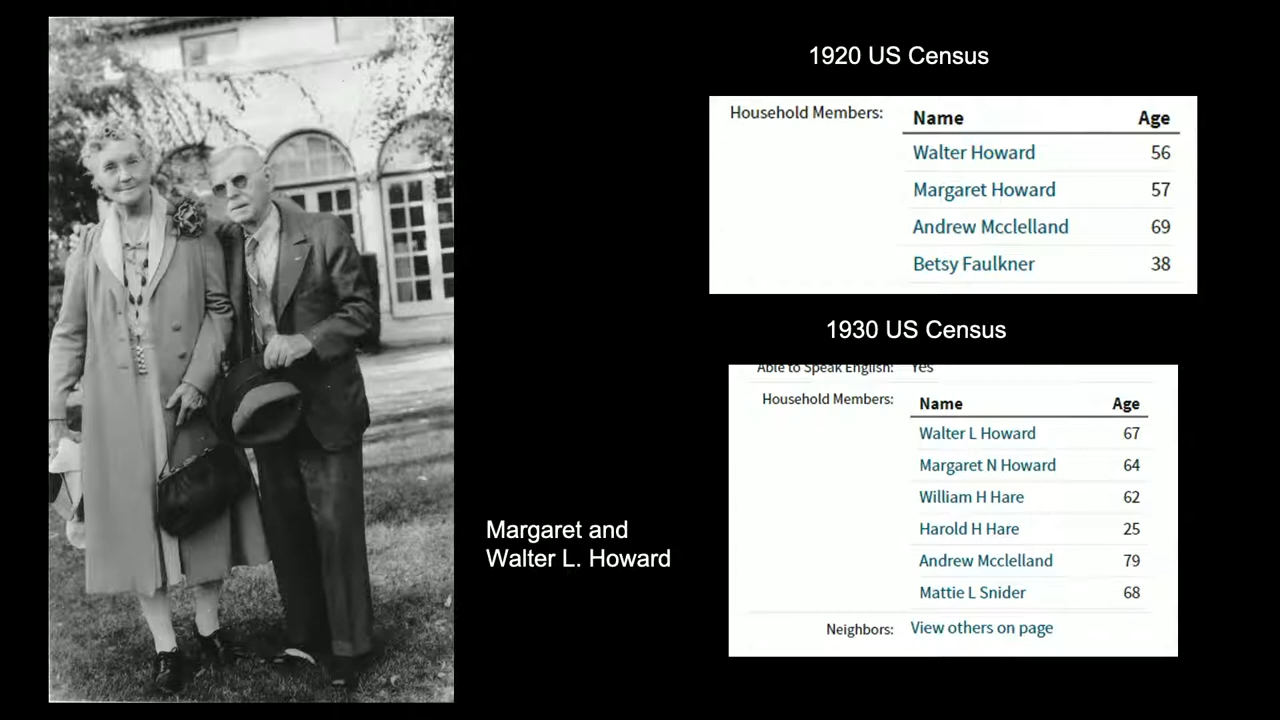 1920 US Census
Household Members:
Name Age
Walter Howard 56
Margaret Howard 57
Andrew Mcclelland 69
Betsy Faulkner 38
1930 US Census
Able to Speak English: Yes
Household Members:
Name Age
Walter L Howard 67
Margaret N Howard 64
William H Hare 62
Harold H Hare 25
Andrew Mcclelland 79
Mattie L Snider 68
Neighbors: View others on page
Margaret and
Walter L. Howard